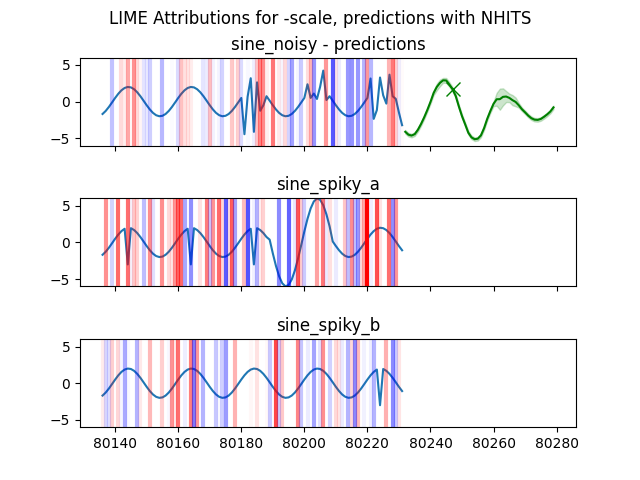 LIME Attributions for -scale, predictions with NHITS
sine_noisy - predictions
5
0
−5
sine_spiky_a
5
0
−5
sine_spiky_b
5
0
−5
80140 80160 80180 80200 80220 80240 80260 80280